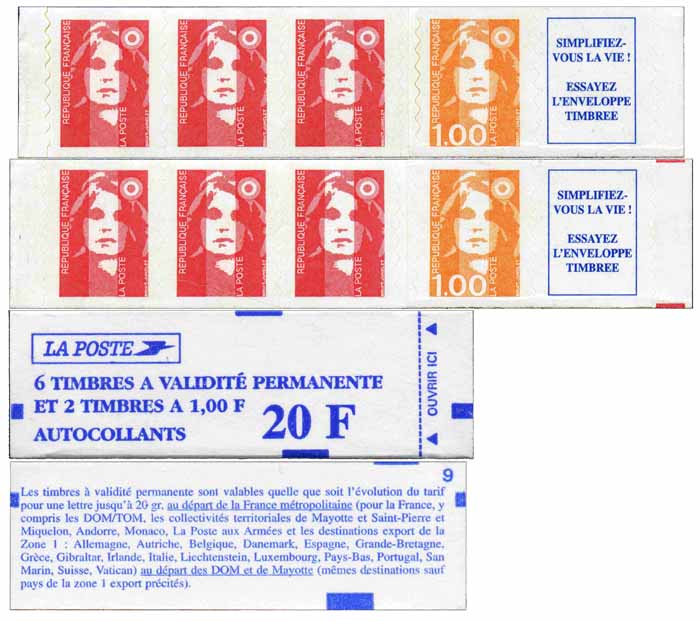 REPUBLIQUE FRANÇAISE
LA POSTE
REPUBLIQUE FRANÇAISE
LA POSTE
REPUBLIQUE FRANÇAISE
LA POSTE
REPUBLIQUE FRANÇAISE
LA POSTE
1,00
SIMPLIFIEZ-
VOUS LA VIE !
ESSAYEZ
L'ENVELOPPE
TIMBREE
REPUBLIQUE FRANÇAISE
LA POSTE
REPUBLIQUE FRANÇAISE
LA POSTE
REPUBLIQUE FRANÇAISE
LA POSTE
REPUBLIQUE FRANÇAISE
LA POSTE
1,00
SIMPLIFIEZ-
VOUS LA VIE !
ESSAYEZ
L'ENVELOPPE
TIMBREE
LA POSTE
6 TIMBRES A VALIDITÉ PERMANENTE
ET 2 TIMBRES A 1,00 F
AUTOCOLLANTS
20 F
OUVRIR ICI
9
Les timbres à validité permanente sont valables quelle que soit l'évolution du tarif
pour une lettre jusqu'à 20 gr, au départ de la France métropolitaine (pour la France, y
compris les DOM/TOM, les collectivités territoriales de Mayotte et Saint-Pierre et
Miquelon, Andorre, Monaco, La Poste aux Armées et les destinations export de la
Zone 1 : Allemagne, Autriche, Belgique, Danemark, Espagne, Grande-Bretagne,
Grèce, Gibraltar, Irlande, Italie, Liechtenstein, Luxembourg, Pays-Bas, Portugal, San
Marin, Suisse, Vatican) au départ des DOM et de Mayotte (mêmes destinations sauf
pays de la zone 1 export précités).